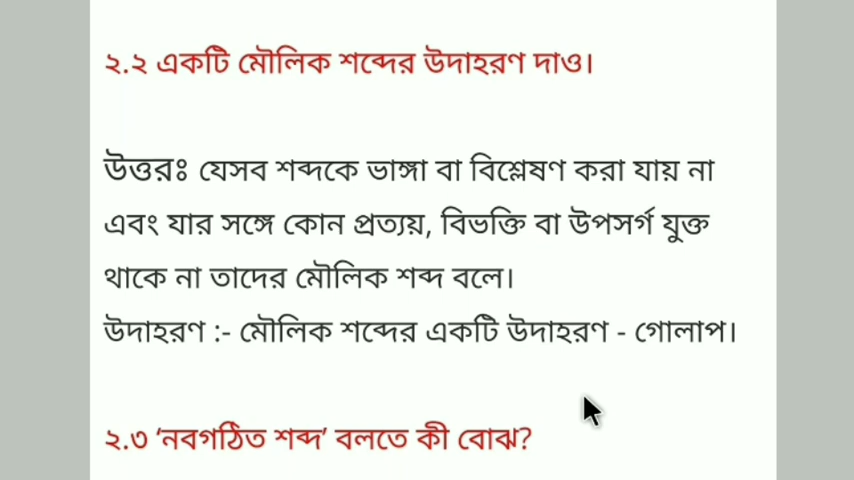 ২.২ একটি মৌলিক শব্দের উদাহরণ দাও।
উত্তরঃ যেসব শব্দকে ভাঙ্গা বা বিশ্লেষণ করা যায় না
এবং যার সঙ্গে কোন প্রত্যয়, বিভক্তি বা উপসর্গ যুক্ত
থাকে না তাদের মৌলিক শব্দ বলে।
উদাহরণ :- মৌলিক শব্দের একটি উদাহরণ - গোলাপ।
২.৩ ‘নবগঠিত শব্দ’ বলতে কী বোঝ?